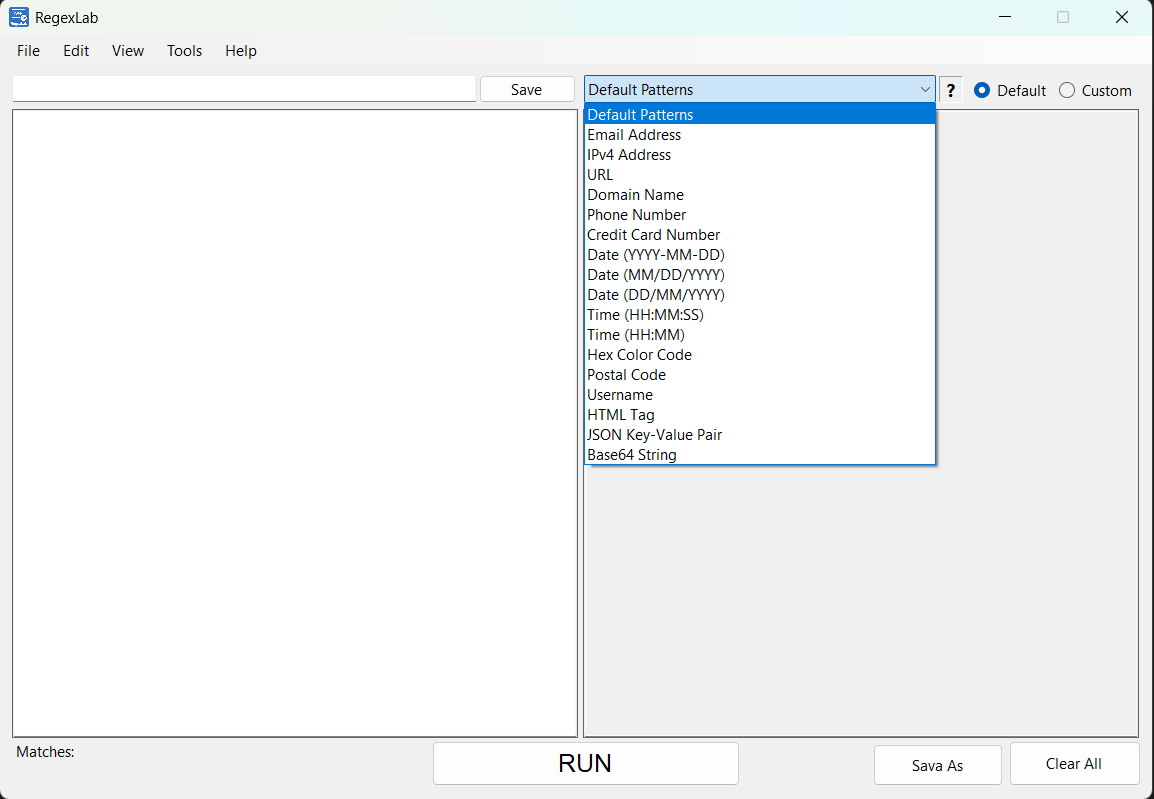 RegexLab
File Edit View Tools Help
Save Default Patterns ? Default Custom
Default Patterns
Email Address
IPv4 Address
URL
Domain Name
Phone Number
Credit Card Number
Date (YYYY-MM-DD)
Date (MM/DD/YYYY)
Date (DD/MM/YYYY)
Time (HH:MM:SS)
Time (HH:MM)
Hex Color Code
Postal Code
Username
HTML Tag
JSON Key-Value Pair
Base64 String
Matches: RUN Sava As Clear All